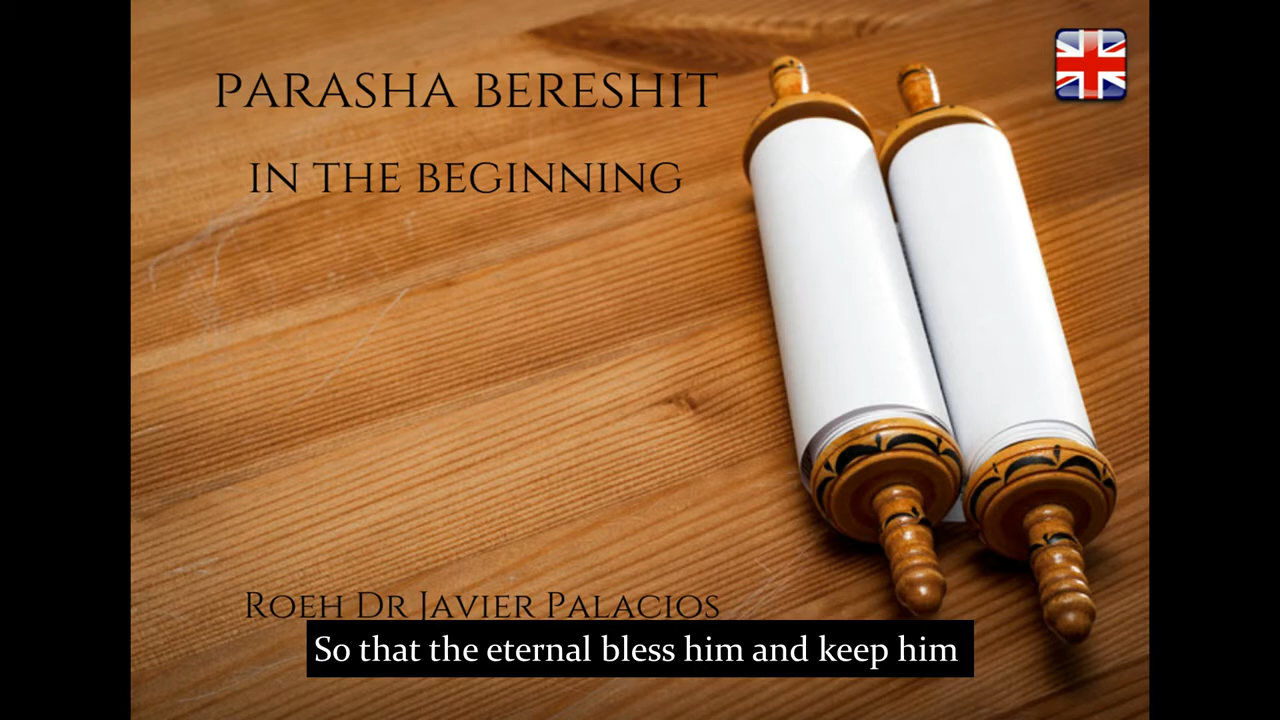 PARASHA BERESHIT
IN THE BEGINNING
ROEH DR JAVIER PALACIOS
So that the eternal bless him and keep him